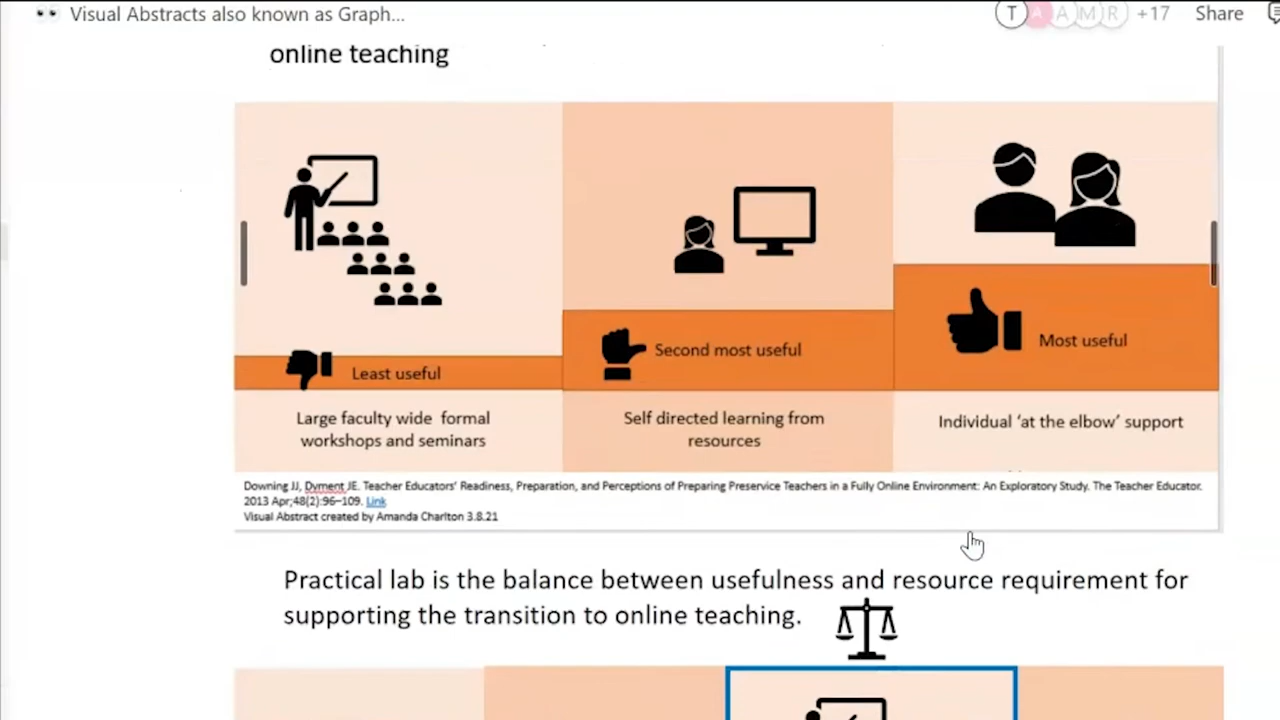 Visual Abstracts also known as Graph...
T A A M R +17 Share
online teaching
Least useful
Second most useful
Most useful
Large faculty wide formal
workshops and seminars
Self directed learning from
resources
Individual ‘at the elbow’ support
Downing JJ, Dyment JE. Teacher Educators’ Readiness, Preparation, and Perceptions of Preparing Preservice Teachers in a Fully Online Environment: An Exploratory Study. The Teacher Educator.
2013 Apr;48(2):96–109. Link
Visual Abstract created by Amanda Charlton 3.8.21
Practical lab is the balance between usefulness and resource requirement for
supporting the transition to online teaching.